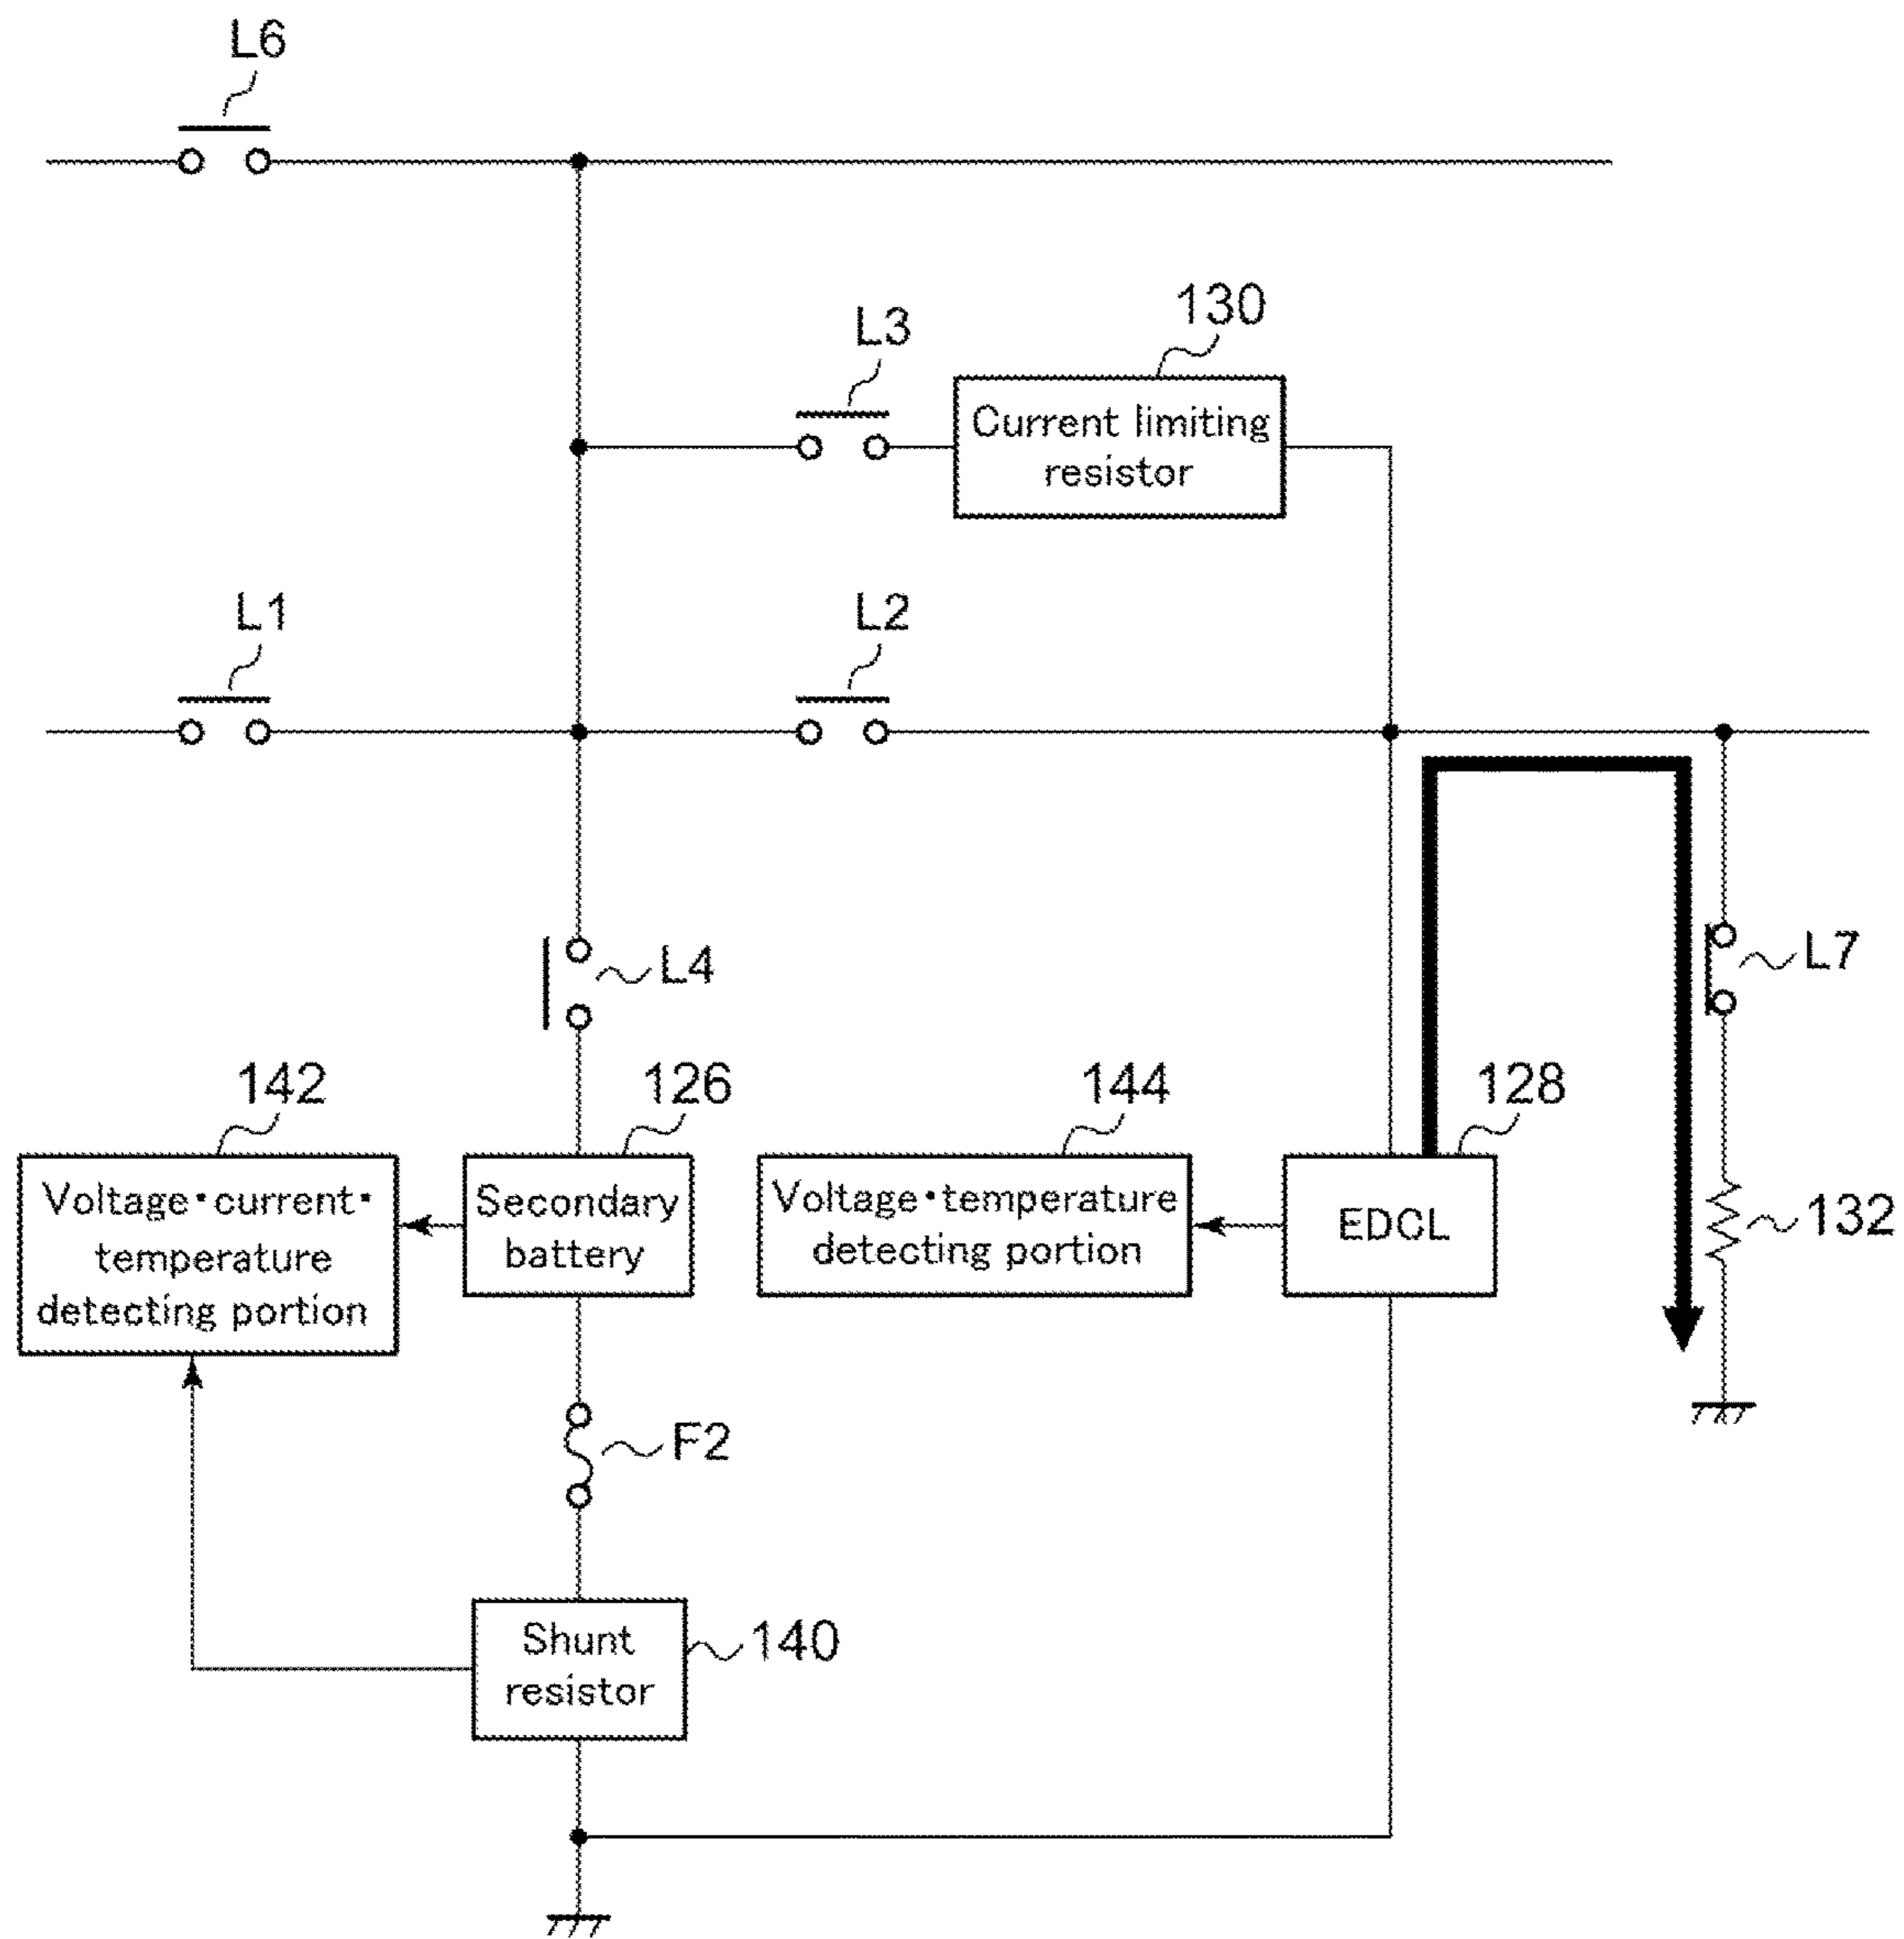 L6
130
L3
Current limiting
resistor
L1
L2
L4
L7
142
126
144
128
Voltage・current・
temperature
detecting portion
Secondary
battery
Voltage・temperature
detecting portion
EDCL
132
F2
Shunt
resistor
140